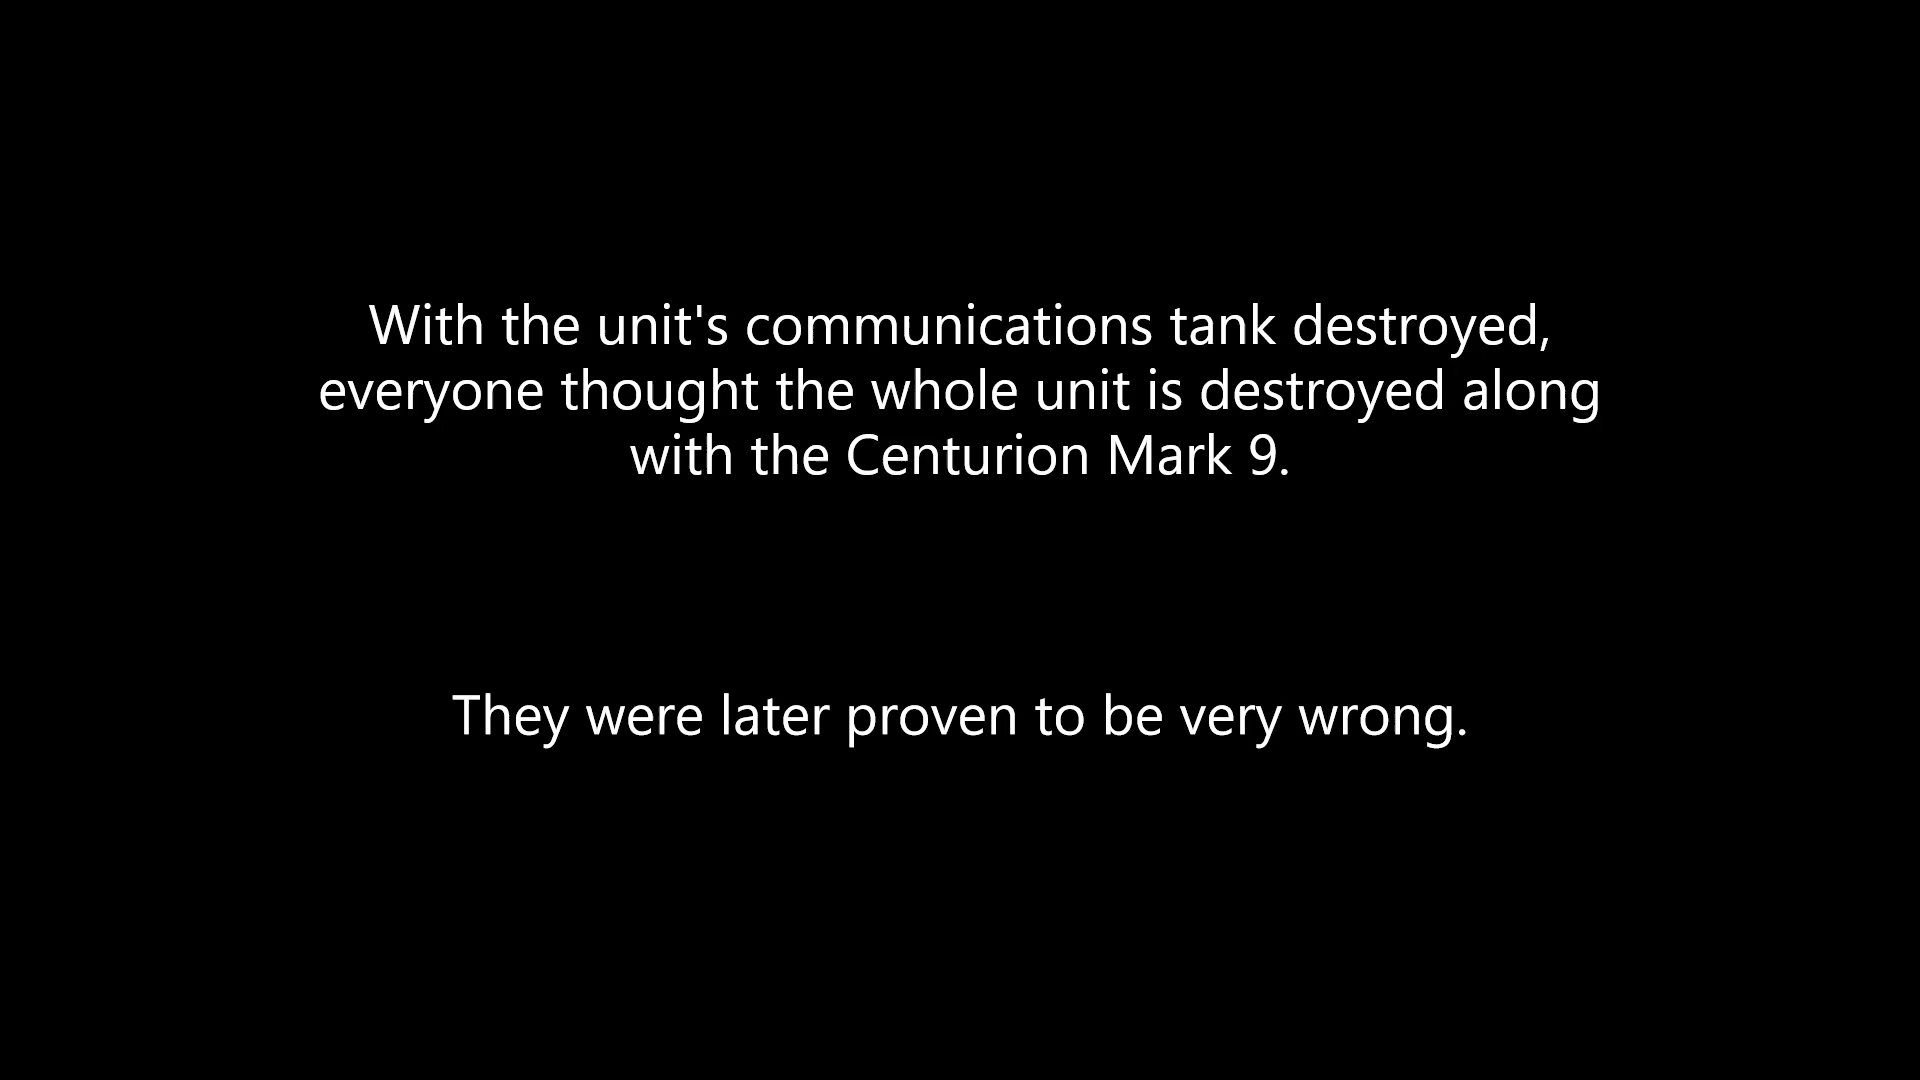 With the unit's communications tank destroyed,
everyone thought the whole unit is destroyed along
with the Centurion Mark 9.
They were later proven to be very wrong.